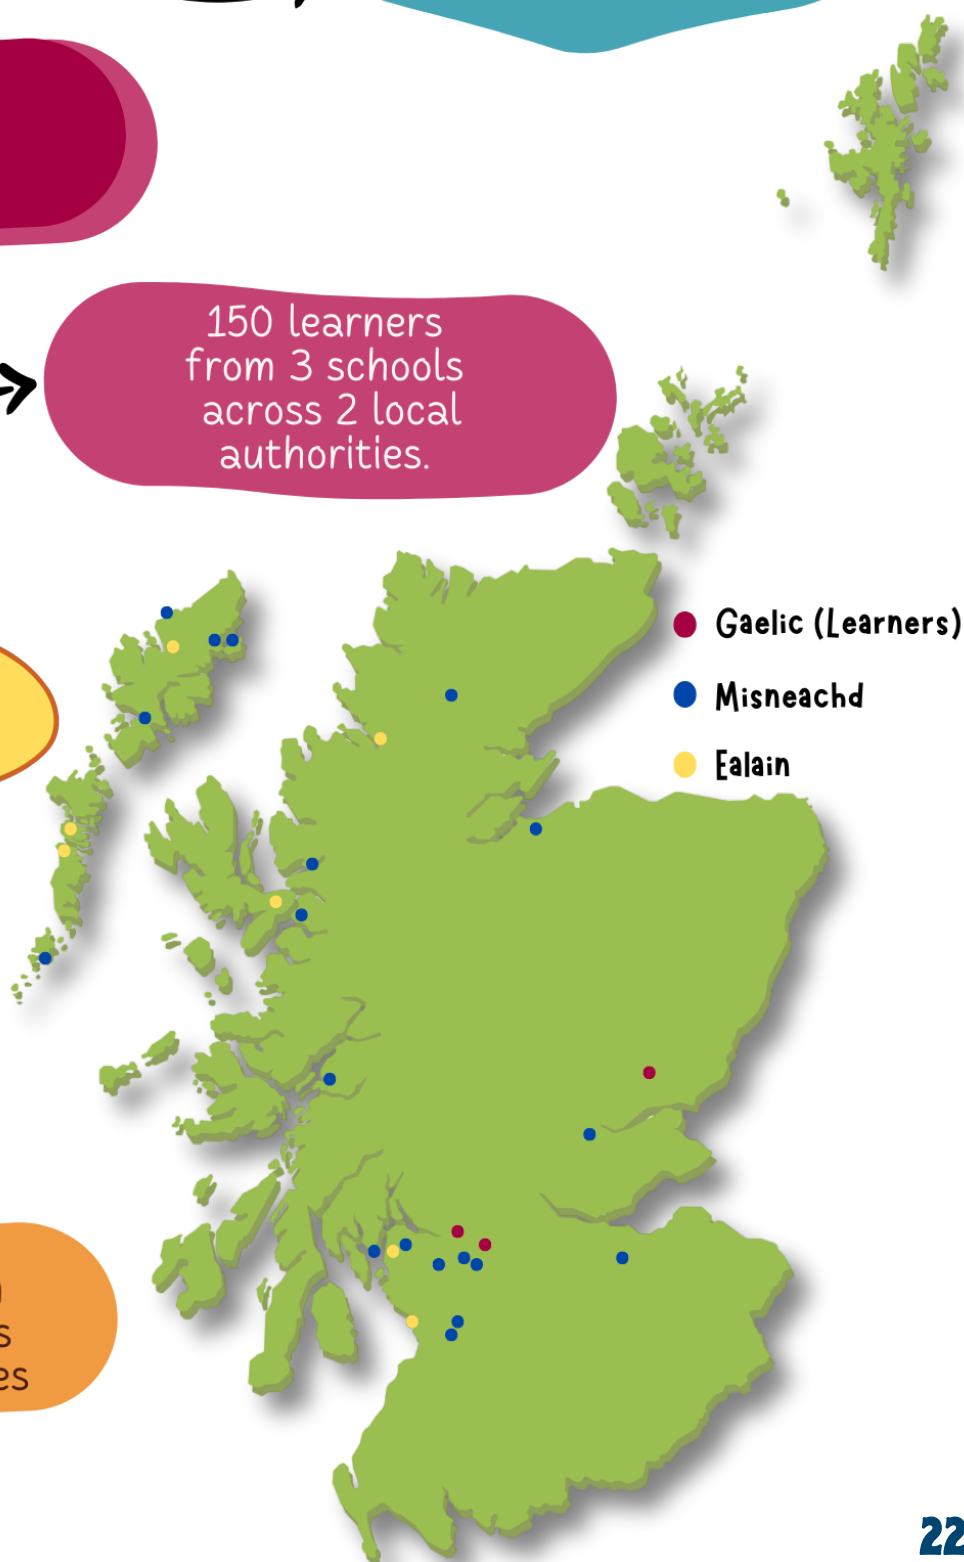 150 learners
from 3 schools
across 2 local
authorities.
Gaelic (Learners)
Misneachd
Ealain
22